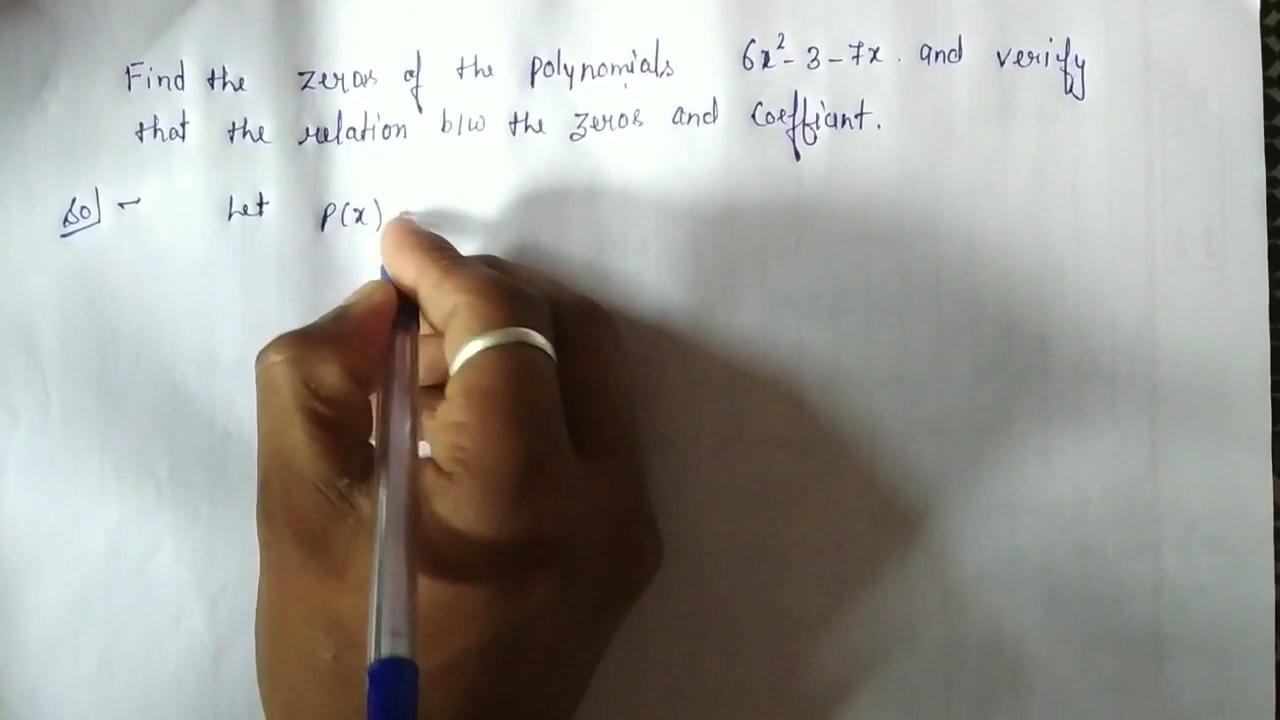 Find the zeros of the polynomials 6x²- 3 - 7x. and verify
that the relation b/w the zeros and coeffiant.
Sol ~ Let P(x)